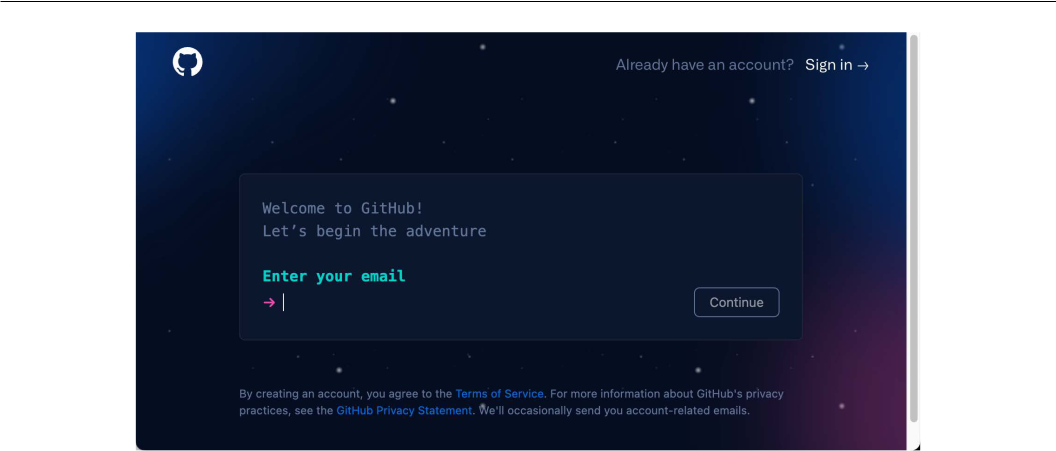 Already have an account? Sign in →
Welcome to GitHub!
Let's begin the adventure
Enter your email
→
Continue
By creating an account, you agree to the Terms of Service. For more information about GitHub's privacy
practices, see the GitHub Privacy Statement. We'll occasionally send you account-related emails.